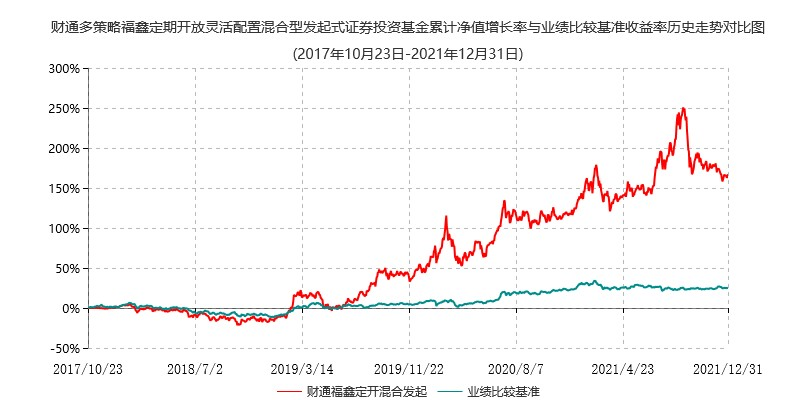 财通多策略福鑫定期开放灵活配置混合型发起式证券投资基金累计净值增长率与业绩比较基准收益率历史走势对比图
(2017年10月23日-2021年12月31日)
300%
250%
200%
150%
100%
50%
0%
-50%
2017/10/23 2018/7/2 2019/3/14 2019/11/22 2020/8/7 2021/4/23 2021/12/31
财通福鑫定开混合发起 业绩比较基准